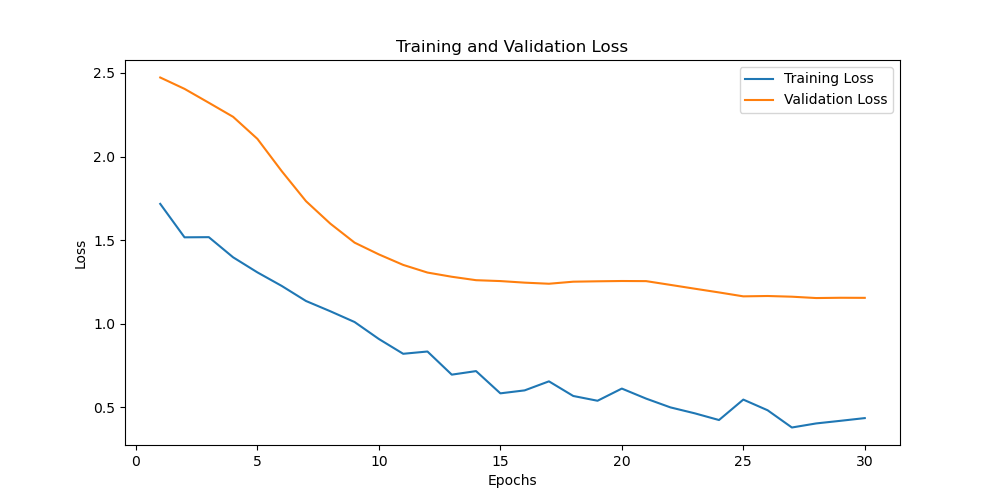 Training and Validation Loss
Training Loss
Validation Loss
Loss
2.5
2.0
1.5
1.0
0.5
0 5 10 15 20 25 30
Epochs